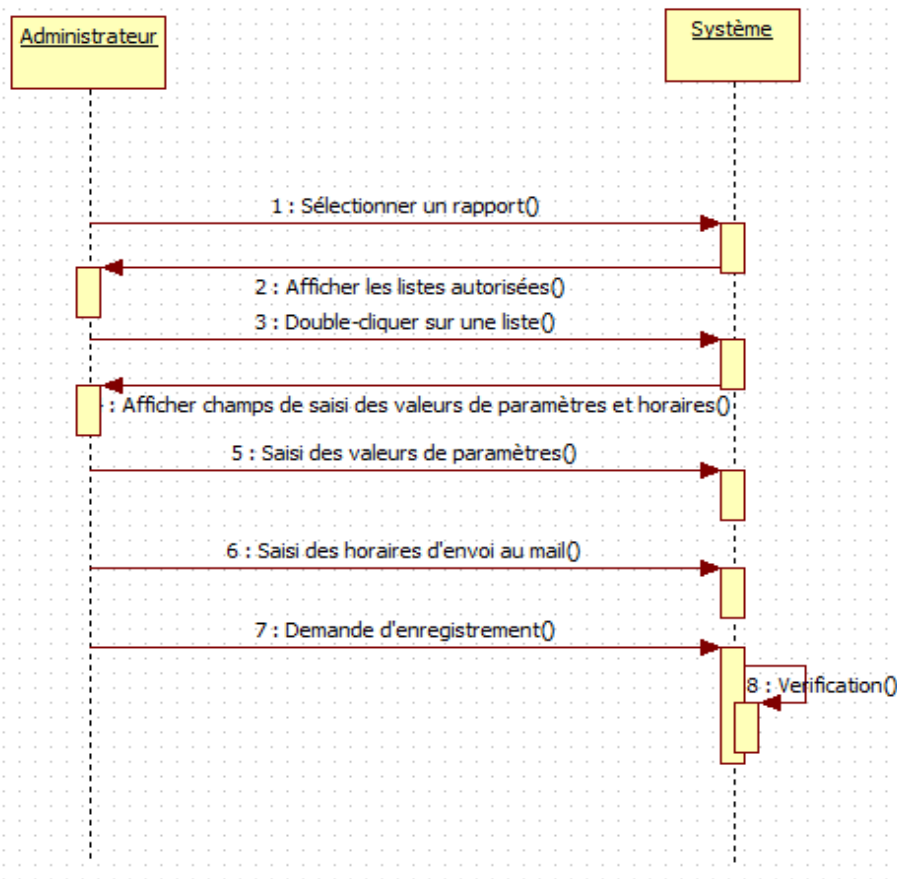 Administrateur
Système
1 : Sélectionner un rapport()
2 : Afficher les listes autorisées()
3 : Double-cliquer sur une liste()
: Afficher champs de saisi des valeurs de paramètres et horaires()
5 : Saisi des valeurs de paramètres()
6 : Saisi des horaires d'envoi au mail()
7 : Demande d'enregistrement()
8 : Verification()